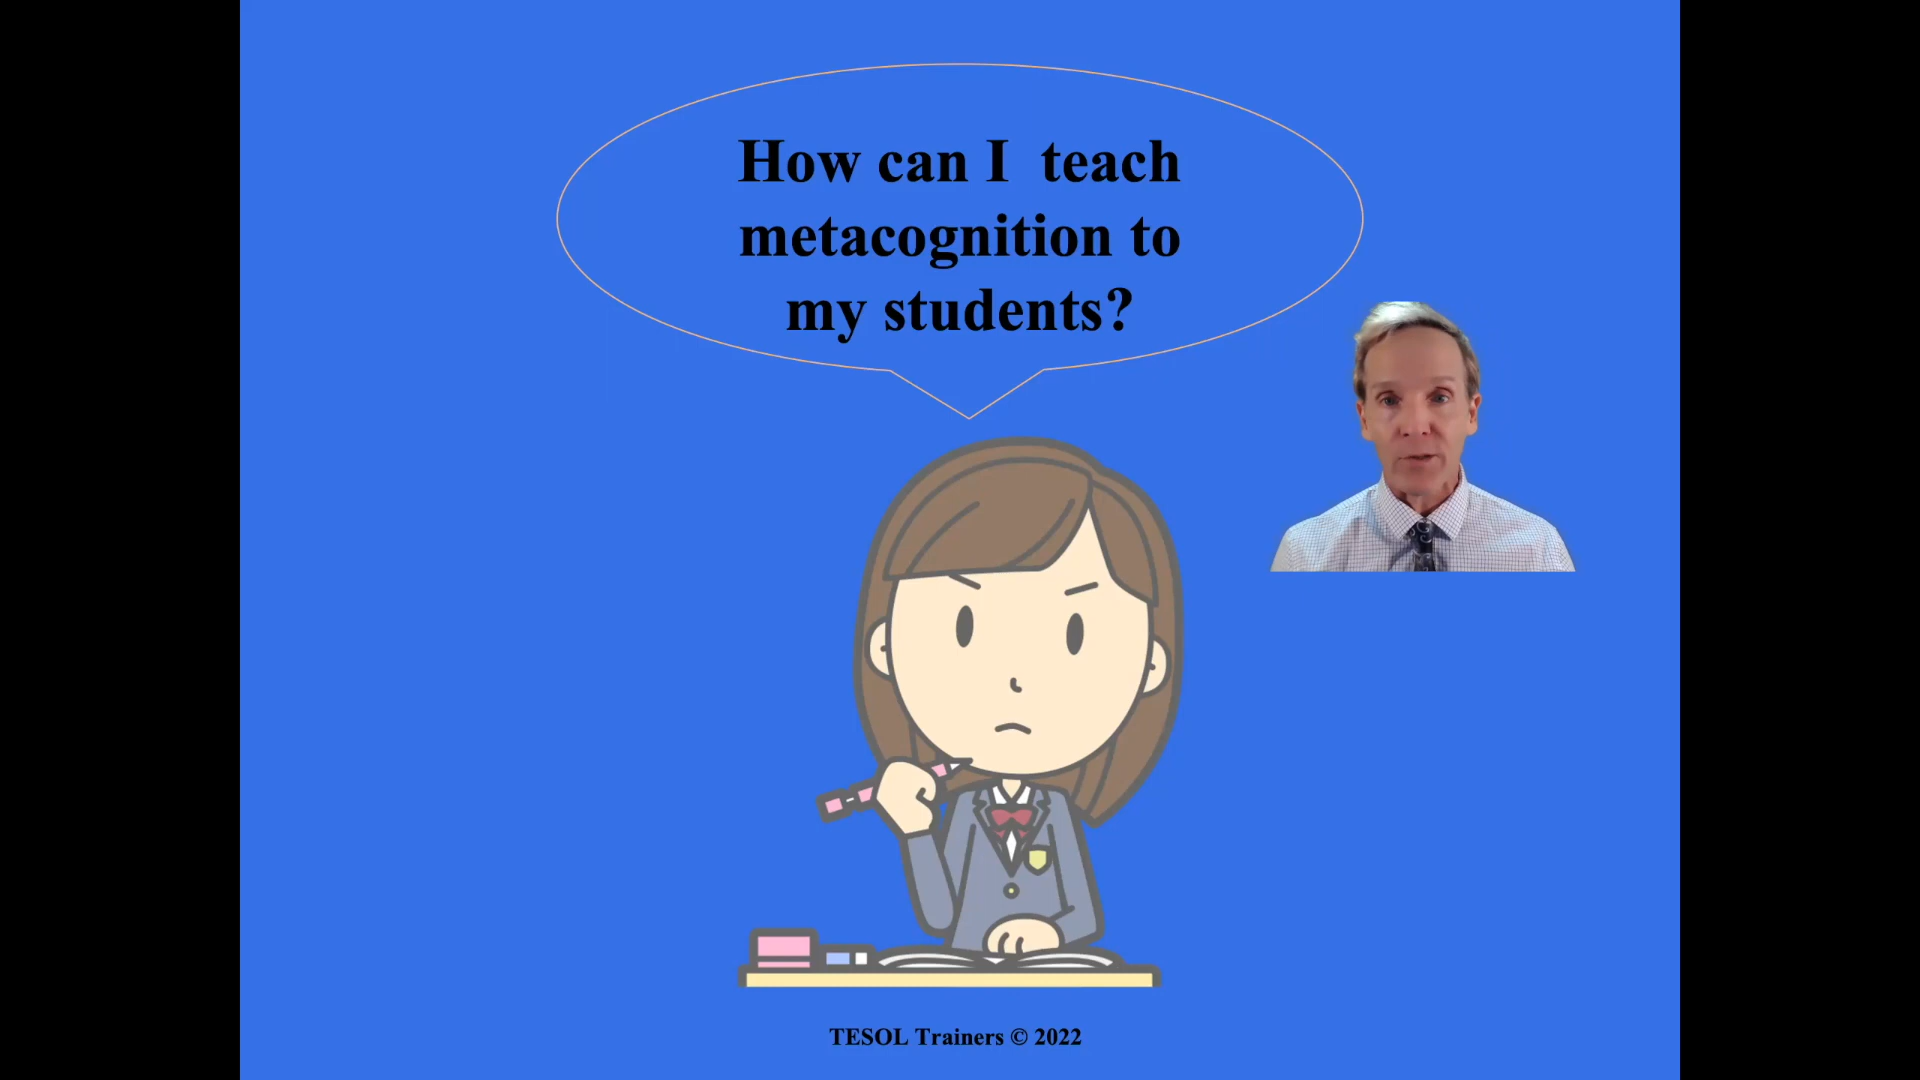 How can I  teach
metacognition to
my students?
TESOL Trainers © 2022